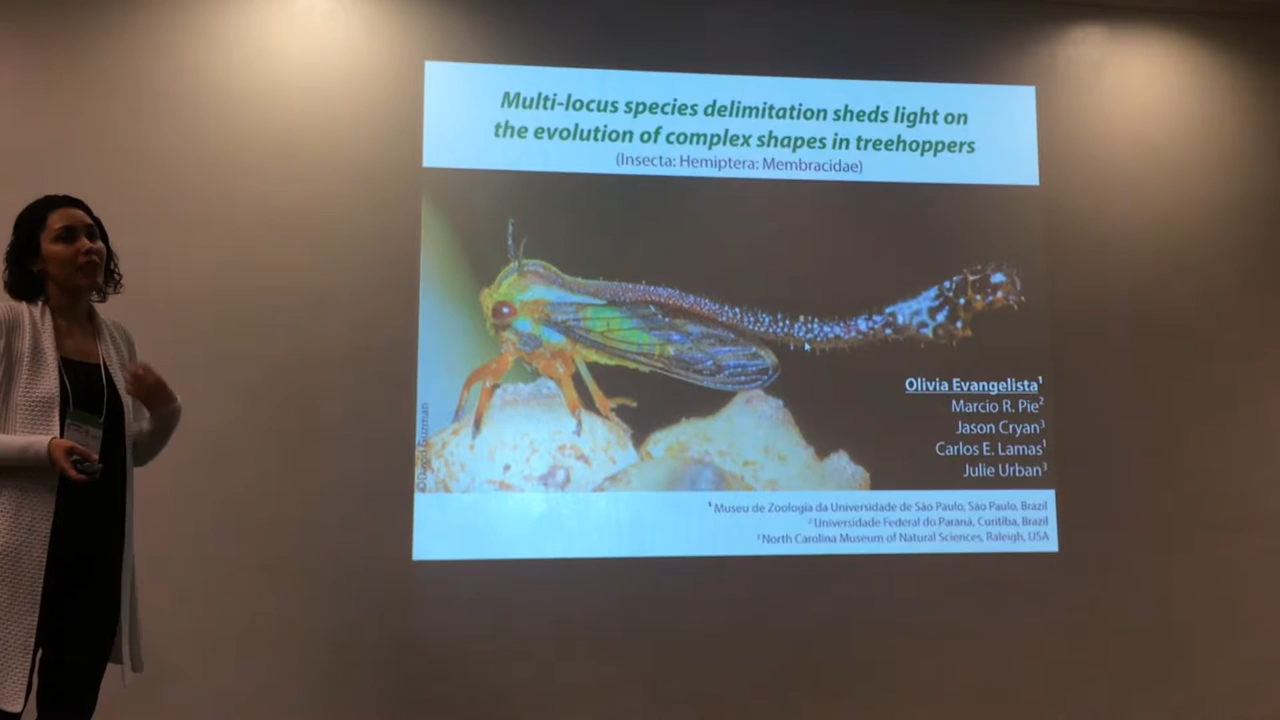 Multi-locus species delimitation sheds light on
the evolution of complex shapes in treehoppers
(Insecta: Hemiptera: Membracidae)
Olivia Evangelista¹
Marcio R. Pie²
Jason Cryan³
Carlos E. Lamas¹
Julie Urban³
¹ Museu de Zoologia da Universidade de São Paulo, São Paulo, Brazil
² Universidade Federal do Paraná, Curitiba, Brazil
³ North Carolina Museum of Natural Sciences, Raleigh, USA